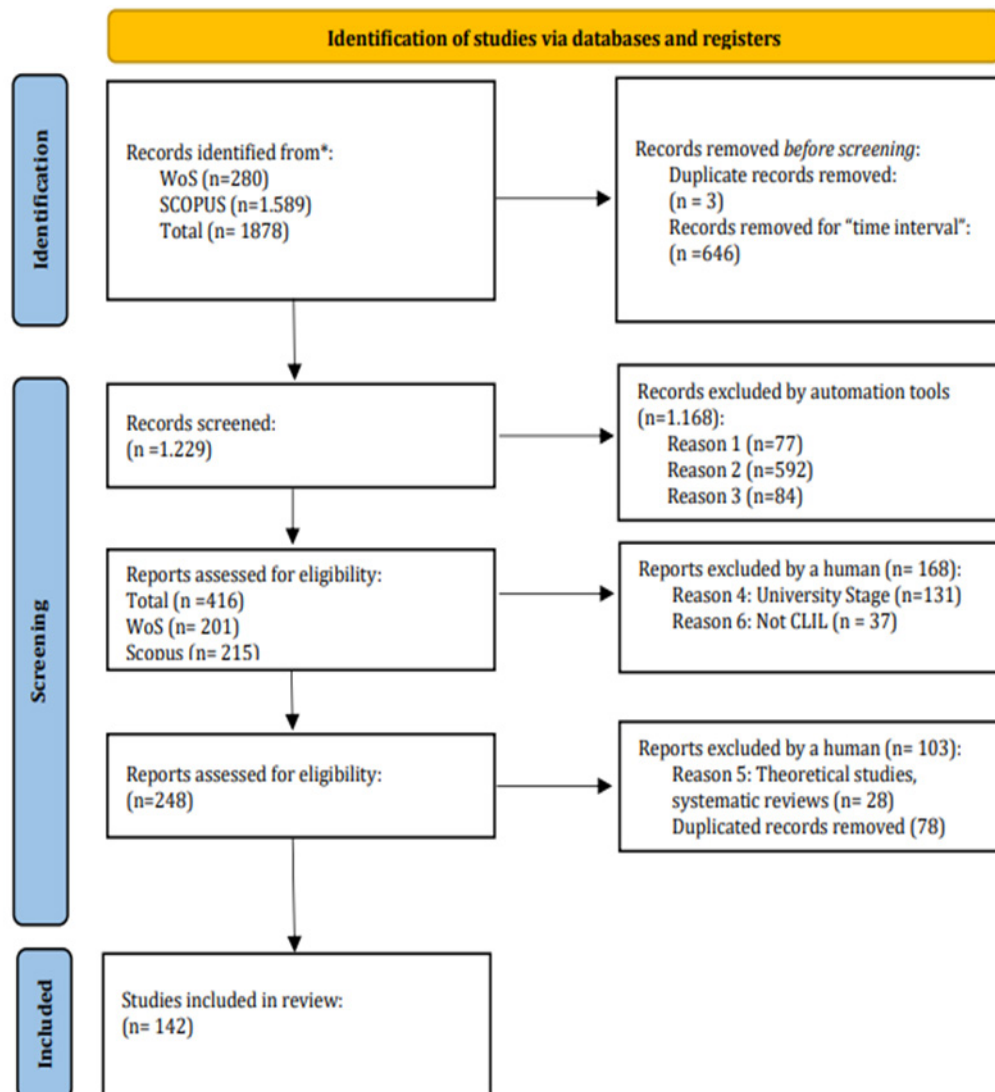 Identification of studies via databases and registers
Identification
Records identified from*:
WoS (n=280)
SCOPUS (n=1.589)
Total (n= 1878)
Records removed before screening:
Duplicate records removed:
(n = 3)
Records removed for “time interval”:
(n =646)
Screening
Records screened:
(n =1.229)
Records excluded by automation tools
(n=1.168):
Reason 1 (n=77)
Reason 2 (n=592)
Reason 3 (n=84)
Reports assessed for eligibility:
Total (n =416)
WoS (n= 201)
Scopus (n= 215)
Reports excluded by a human (n= 168):
Reason 4: University Stage (n=131)
Reason 6: Not CLIL (n = 37)
Reports assessed for eligibility:
(n=248)
Reports excluded by a human (n= 103):
Reason 5: Theoretical studies,
systematic reviews (n= 28)
Duplicated records removed (78)
Included
Studies included in review:
(n= 142)